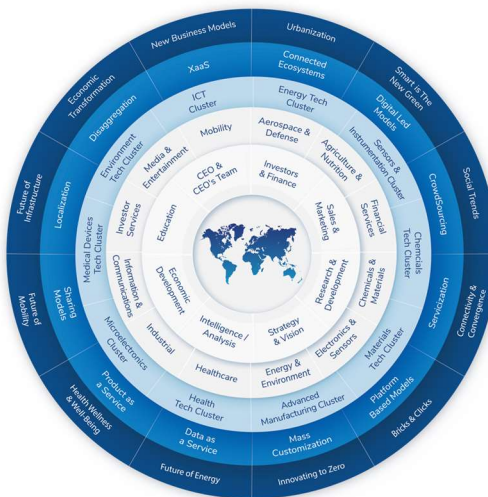 New Business Models
Urbanization
Smart is The
New Green
Social Trends
Connectivity &
Convergence
Bricks & Clicks
Innovating to Zero
Future of Energy
Health Wellness
& Well-Being
Future of
Mobility
Future of
Infrastructure
Economic
Transformation
XaaS
Connected
Ecosystems
Digital Led
Models
CrowdSourcing
Servicization
Platform
Based Models
Mass
Customization
Data as
a Service
Product as
a Service
Sharing
Models
Localization
Disaggregation
ICT
Cluster
Energy Tech
Cluster
Sensors &
Instrumentation Cluster
Chemcials
Tech Cluster
Materials
Tech Cluster
Advanced
Manufacturing Cluster
Health
Tech Cluster
Microelectronics
Cluster
Medical Devices
Tech Cluster
Environment
Tech Cluster
Mobility
Aerospace &
Defense
Agriculture &
Nutrition
Financial
Services
Chemicals &
Materials
Electronics &
Sensors
Energy &
Environment
Healthcare
Industrial
Information &
Communications
Investor
Services
Media &
Entertainment
CEO &
CEO's Team
Investors
& Finance
Sales &
Marketing
Research &
Development
Strategy
& Vision
Intelligence /
Analysis
Economic
Development
Education